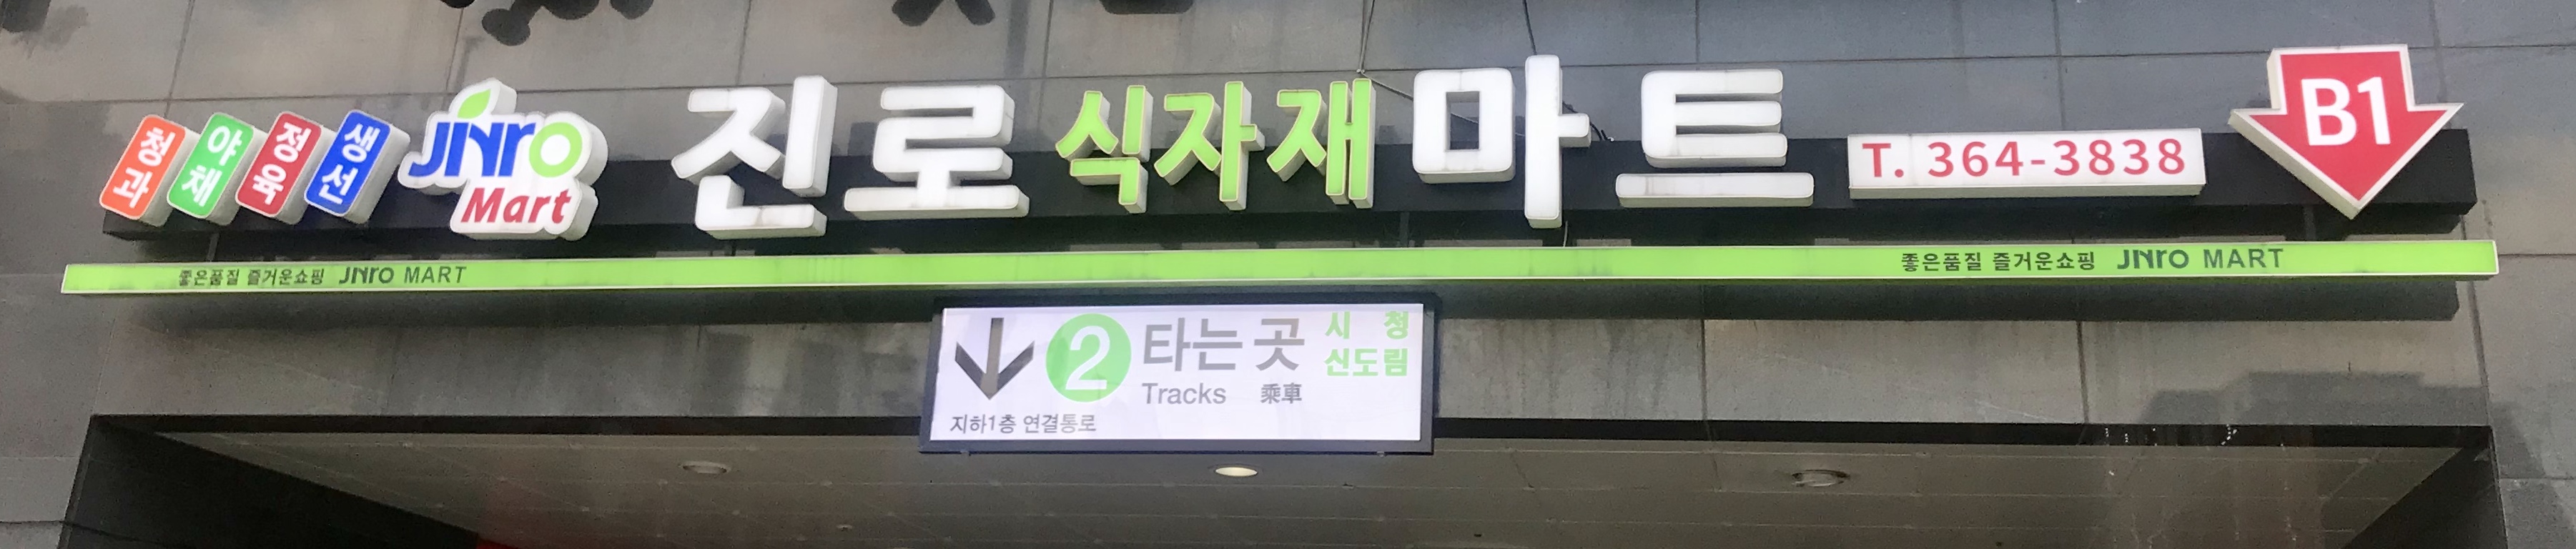 청과 야채 정육 생선 JINRO Mart 진로 식자재 마트 T. 364-3838 B1
좋은품질 즐거운쇼핑 JINRO MART 좋은품질 즐거운쇼핑 JINRO MART
2 타는 곳 시 청
신도림
Tracks 乘車
지하1층 연결통로